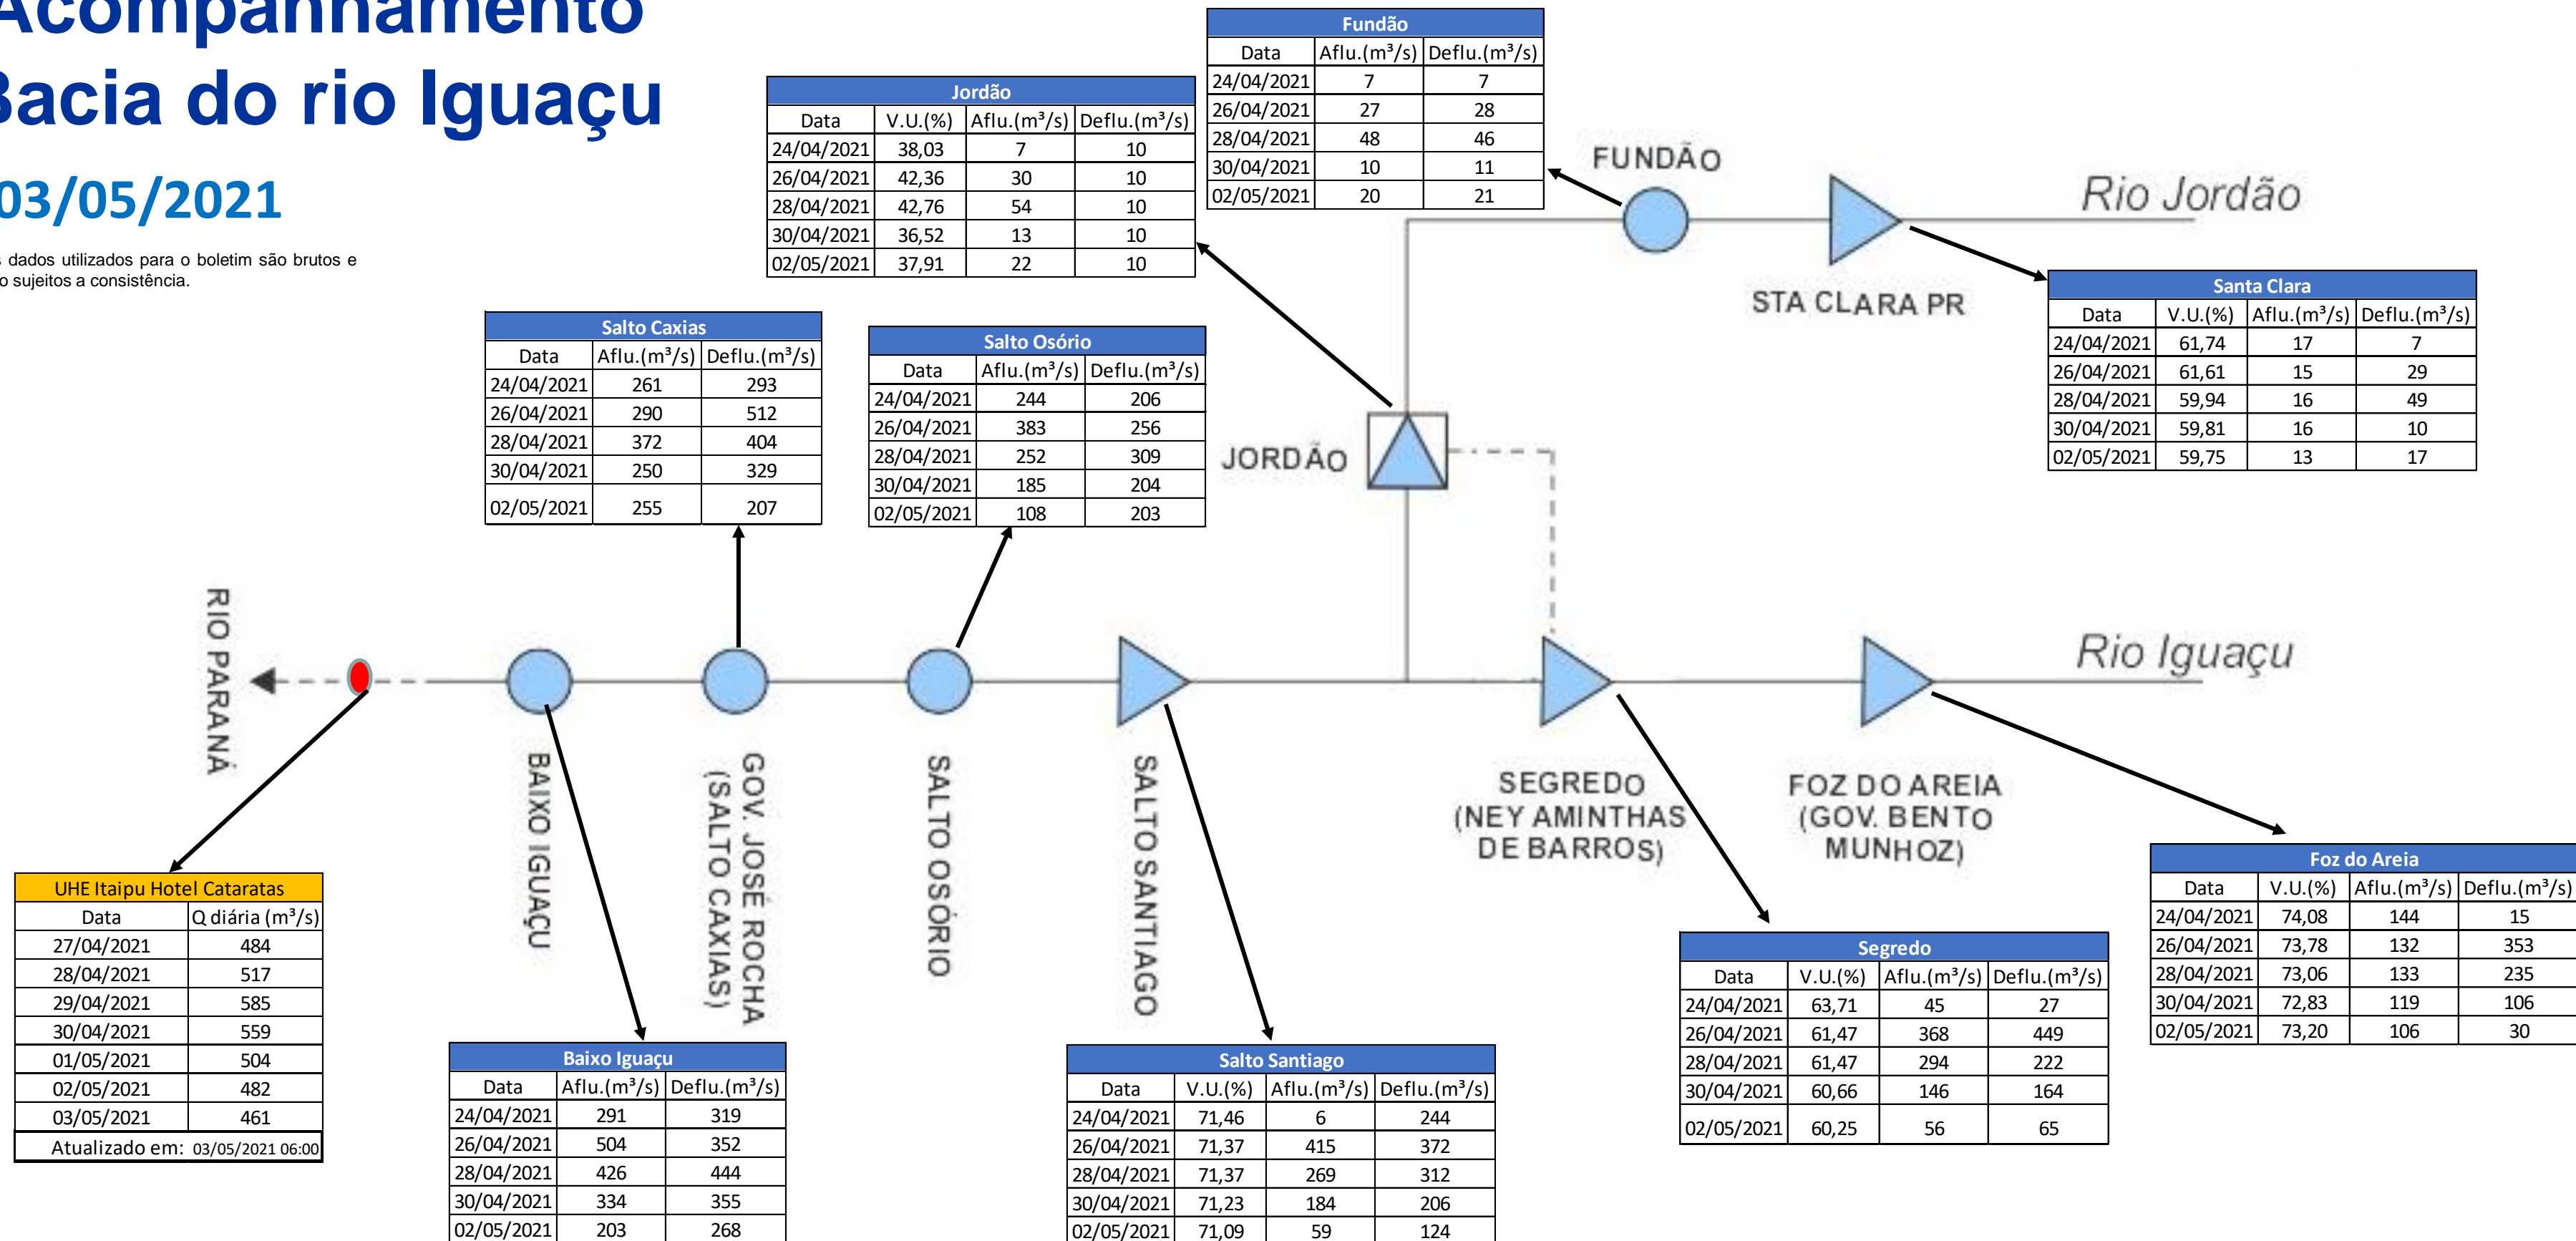 Acompanhamento
Bacia do rio Iguaçu
03/05/2021
s dados utilizados para o boletim são brutos e
o sujeitos a consistência.
Fundão
Data Aflu.(m³/s) Deflu.(m³/s)
24/04/2021 7 7
26/04/2021 27 28
28/04/2021 48 46
30/04/2021 10 11
02/05/2021 20 21
Jordão
Data V.U.(%) Aflu.(m³/s) Deflu.(m³/s)
24/04/2021 38,03 7 10
26/04/2021 42,36 30 10
28/04/2021 42,76 54 10
30/04/2021 36,52 13 10
02/05/2021 37,91 22 10
FUNDÃO
STA CLARA PR
Rio Jordão
Santa Clara
Data V.U.(%) Aflu.(m³/s) Deflu.(m³/s)
24/04/2021 61,74 17 7
26/04/2021 61,61 15 29
28/04/2021 59,94 16 49
30/04/2021 59,81 16 10
02/05/2021 59,75 13 17
Salto Caxias
Data Aflu.(m³/s) Deflu.(m³/s)
24/04/2021 261 293
26/04/2021 290 512
28/04/2021 372 404
30/04/2021 250 329
02/05/2021 255 207
Salto Osório
Data Aflu.(m³/s) Deflu.(m³/s)
24/04/2021 244 206
26/04/2021 383 256
28/04/2021 252 309
30/04/2021 185 204
02/05/2021 108 203
JORDÃO
RIO PARANÁ
Rio Iguaçu
BAIXO IGUAÇU
GOV. JOSÉ ROCHA
(SALTO CAXIAS)
SALTO OSÓRIO
SALTO SANTIAGO
SEGREDO
(NEY AMINTHAS
DE BARROS)
FOZ DO AREIA
(GOV. BENTO
MUNHOZ)
UHE Itaipu Hotel Cataratas
Data Q diária (m³/s)
27/04/2021 484
28/04/2021 517
29/04/2021 585
30/04/2021 559
01/05/2021 504
02/05/2021 482
03/05/2021 461
Atualizado em: 03/05/2021 06:00
Baixo Iguaçu
Data Aflu.(m³/s) Deflu.(m³/s)
24/04/2021 291 319
26/04/2021 504 352
28/04/2021 426 444
30/04/2021 334 355
02/05/2021 203 268
Salto Santiago
Data V.U.(%) Aflu.(m³/s) Deflu.(m³/s)
24/04/2021 71,46 6 244
26/04/2021 71,37 415 372
28/04/2021 71,37 269 312
30/04/2021 71,23 184 206
02/05/2021 71,09 59 124
Segredo
Data V.U.(%) Aflu.(m³/s) Deflu.(m³/s)
24/04/2021 63,71 45 27
26/04/2021 61,47 368 449
28/04/2021 61,47 294 222
30/04/2021 60,66 146 164
02/05/2021 60,25 56 65
Foz do Areia
Data V.U.(%) Aflu.(m³/s) Deflu.(m³/s)
24/04/2021 74,08 144 15
26/04/2021 73,78 132 353
28/04/2021 73,06 133 235
30/04/2021 72,83 119 106
02/05/2021 73,20 106 30